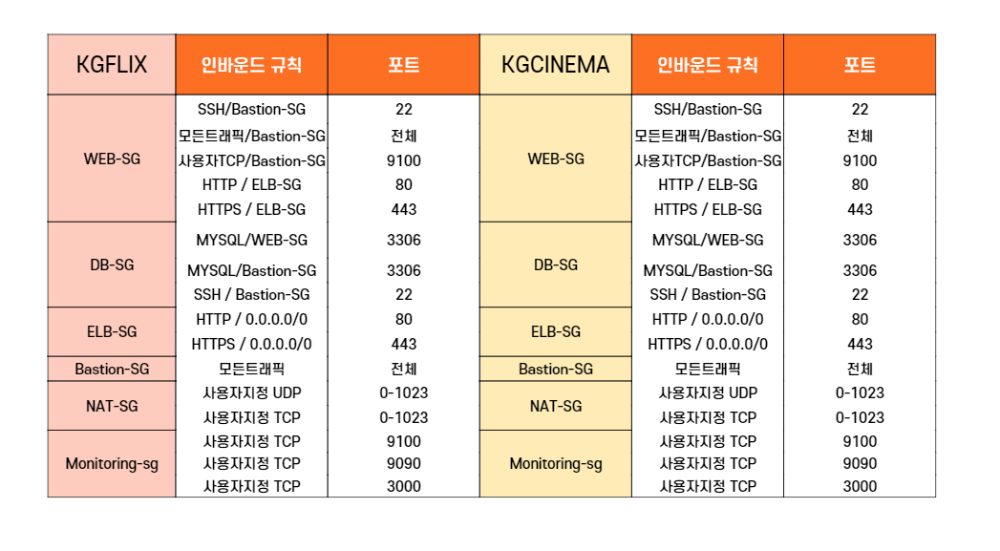 KGFLIX 인바운드 규칙 포트 KGCINEMA 인바운드 규칙 포트
WEB-SG SSH/Bastion-SG 22 WEB-SG SSH/Bastion-SG 22
모든트래픽/Bastion-SG 전체 모든트래픽/Bastion-SG 전체
사용자TCP/Bastion-SG 9100 사용자TCP/Bastion-SG 9100
HTTP / ELB-SG 80 HTTP / ELB-SG 80
HTTPS / ELB-SG 443 HTTPS / ELB-SG 443
DB-SG MYSQL/WEB-SG 3306 DB-SG MYSQL/WEB-SG 3306
MYSQL/Bastion-SG 3306 MYSQL/Bastion-SG 3306
SSH / Bastion-SG 22 SSH / Bastion-SG 22
ELB-SG HTTP / 0.0.0.0/0 80 ELB-SG HTTP / 0.0.0.0/0 80
HTTPS / 0.0.0.0/0 443 HTTPS / 0.0.0.0/0 443
Bastion-SG 모든트래픽 전체 Bastion-SG 모든트래픽 전체
NAT-SG 사용자지정 UDP 0-1023 NAT-SG 사용자지정 UDP 0-1023
사용자지정 TCP 0-1023 사용자지정 TCP 0-1023
Monitoring-sg 사용자지정 TCP 9100 Monitoring-sg 사용자지정 TCP 9100
사용자지정 TCP 9090 사용자지정 TCP 9090
사용자지정 TCP 3000 사용자지정 TCP 3000